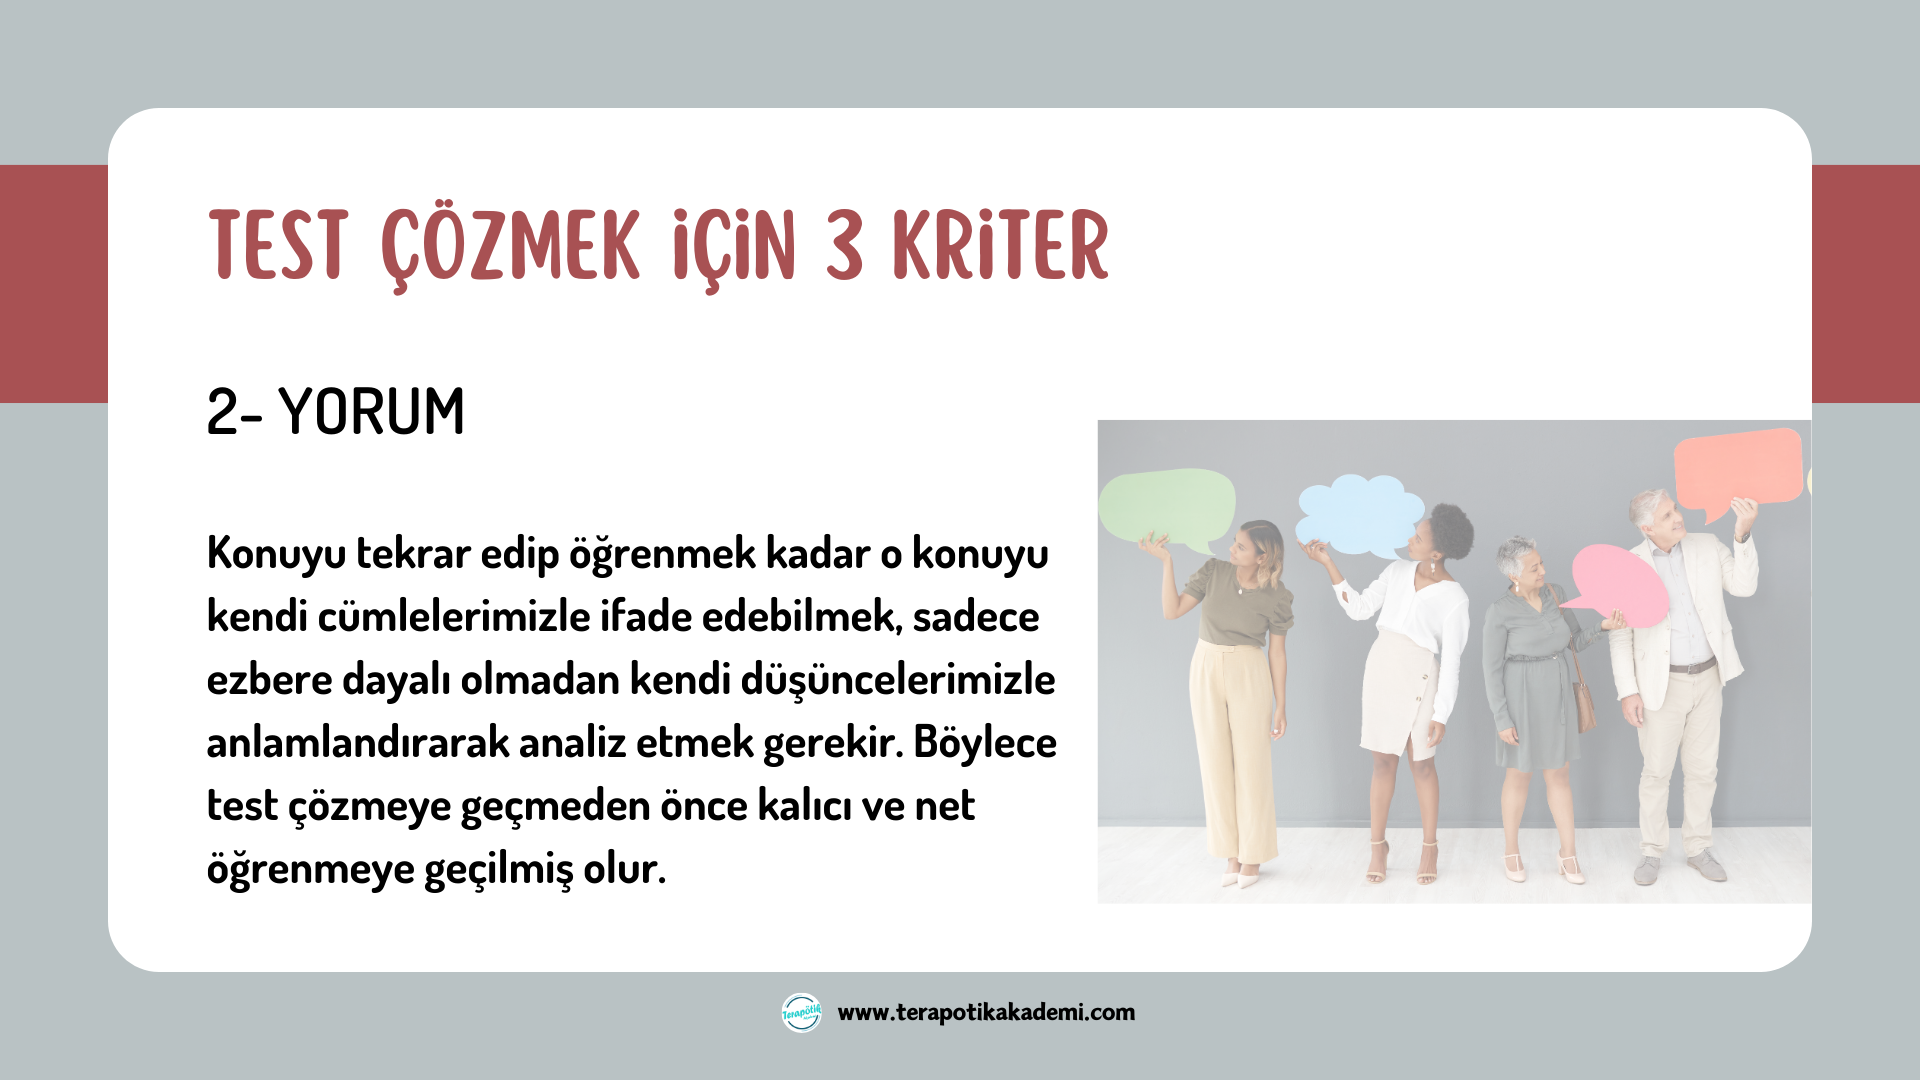 TEST ÇÖZMEK İÇİN 3 KRİTER
2- YORUM
Konuyu tekrar edip öğrenmek kadar o konuyu
kendi cümlelerimizle ifade edebilmek, sadece
ezbere dayalı olmadan kendi düşüncelerimizle
anlamlandırarak analiz etmek gerekir. Böylece
test çözmeye geçmeden önce kalıcı ve net
öğrenmeye geçilmiş olur.
Terapötik
www.terapotikakademi.com